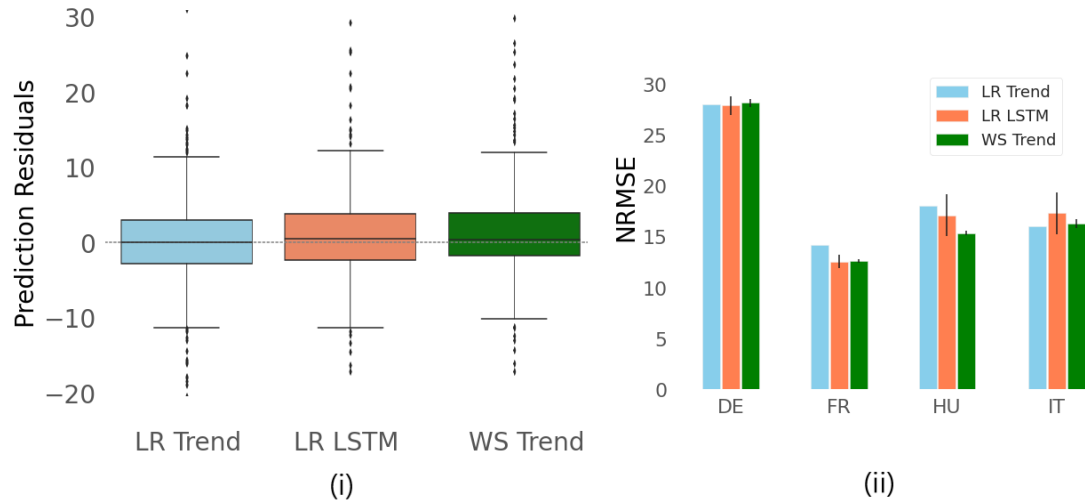 Prediction Residuals
30
20
10
0
−10
−20
LR Trend
LR LSTM
WS Trend
(i)
NRMSE
30
25
20
15
10
5
0
LR Trend
LR LSTM
WS Trend
DE
FR
HU
IT
(ii)